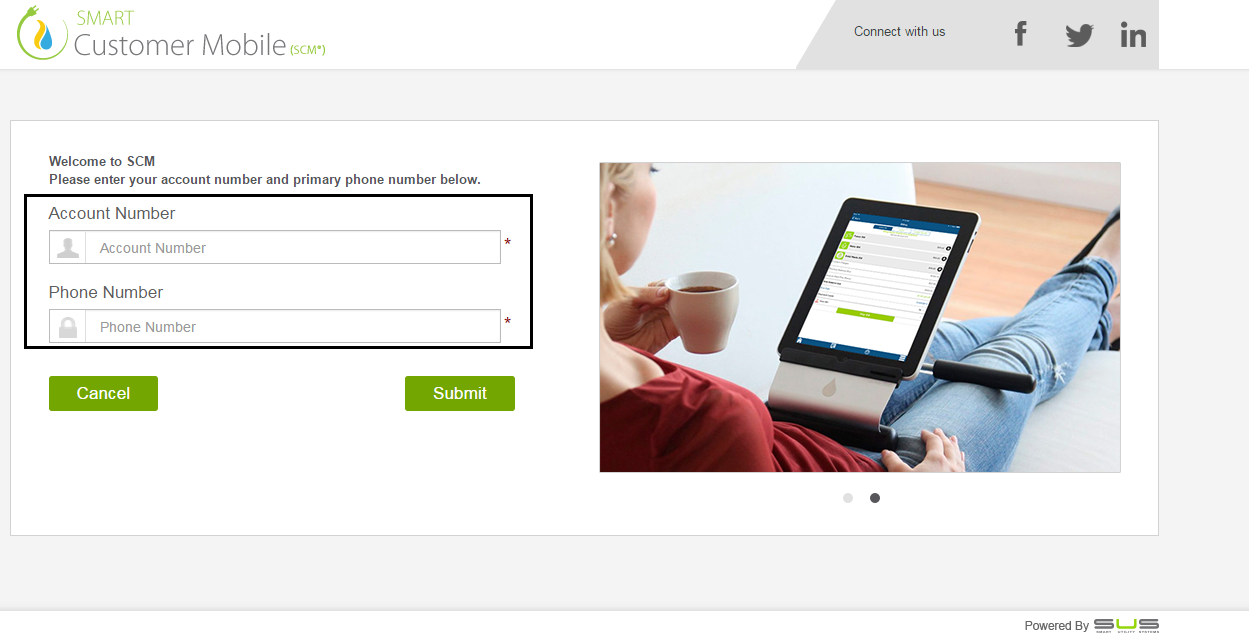 SMART
Customer Mobile (SCM®)
Connect with us
Welcome to SCM
Please enter your account number and primary phone number below.
Account Number
Account Number
*
Phone Number
Phone Number
*
Cancel
Submit
Powered By SUS
SMART UTILITY SYSTEMS